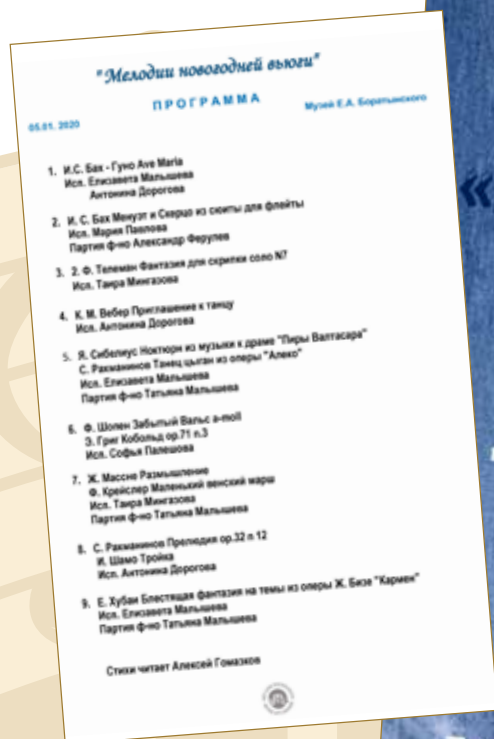 "Мелодии новогодней вьюги"
ПРОГРАММА
05.01. 2020
Музей Е.А. Боратынского
1. И.С. Бах - Гуно Ave Maria
Исп. Елизавета Малышева
Антонина Дорогова
2. И. С. Бах Менуэт и Скерцо из сюиты для флейты
Исп. Мария Павлова
Партия ф-но Александр Ферулев
3. 2. Ф. Телеман Фантазия для скрипки соло N7
Исп. Таира Мингазова
4. К. М. Вебер Приглашение к танцу
Исп. Антонина Дорогова
5. Я. Сибелиус Ноктюрн из музыки к драме "Пиры Валтасара"
С. Рахманинов Танец цыган из оперы "Алеко"
Исп. Елизавета Малышева
Партия ф-но Татьяна Малышева
6. Ф. Шопен Забытый Вальс a-moll
Э. Григ Кобольд ор.71 n.3
Исп. Софья Палешова
7. Ж. Массне Размышление
Ф. Крейслер Маленький венский марш
Исп. Таира Мингазова
Партия ф-но Татьяна Малышева
8. С. Рахманинов Прелюдия ор.32 n 12
И. Шамо Тройка
Исп. Антонина Дорогова
9. Е. Хубаи Блестящая фантазия на темы из оперы Ж. Бизе "Кармен"
Исп. Елизавета Малышева
Партия ф-но Татьяна Малышева
Стихи читает Алексей Гомазков
«